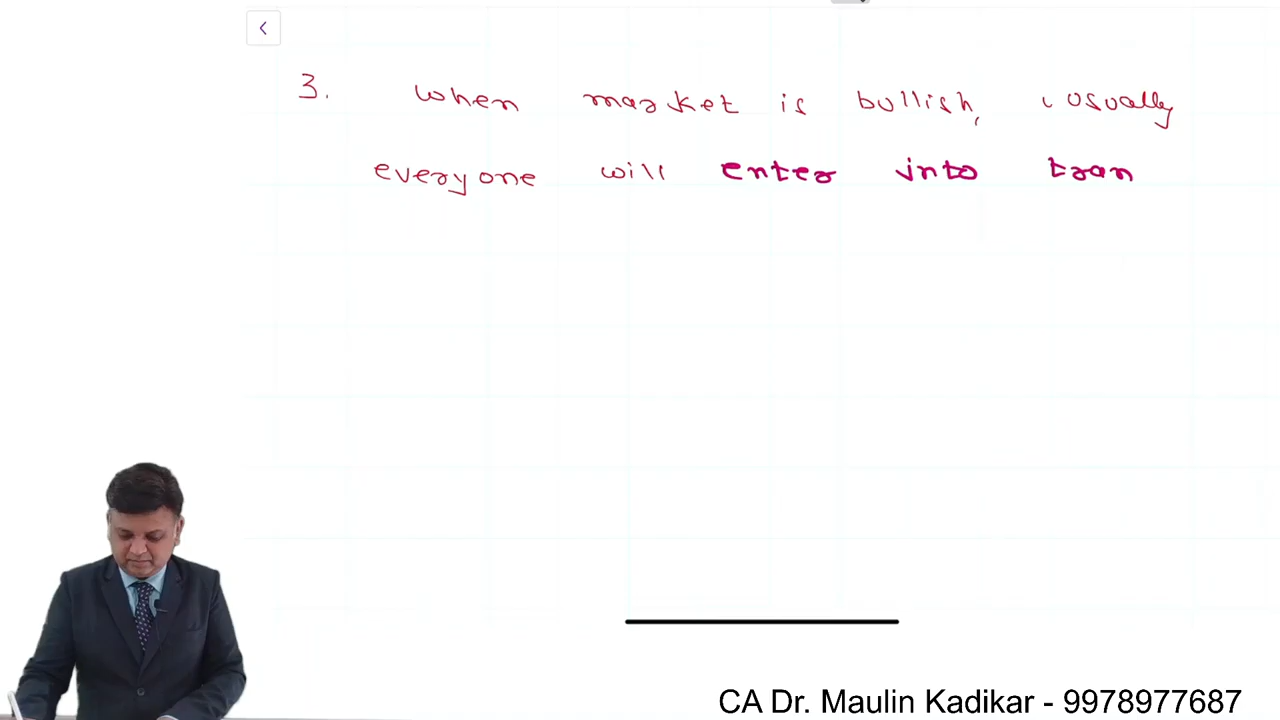 3. When market is bullish, usually
everyone will enter into tran
CA Dr. Maulin Kadikar - 9978977687